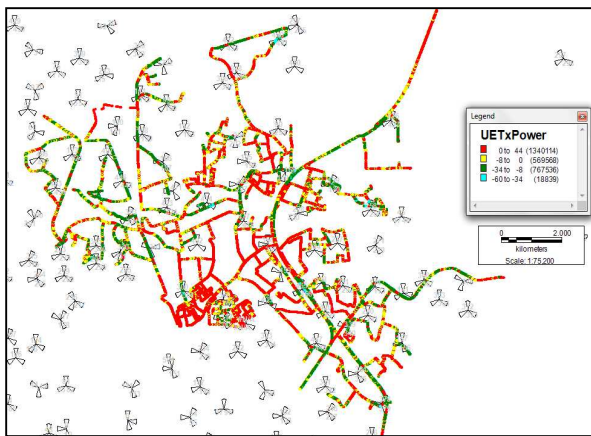 Legend
UETxPower
0 to 44 (1340114)
-8 to 0 (569568)
-34 to -8 (767536)
-60 to -34 (18839)
0 2.000
kilometers
Scale: 1:75,200